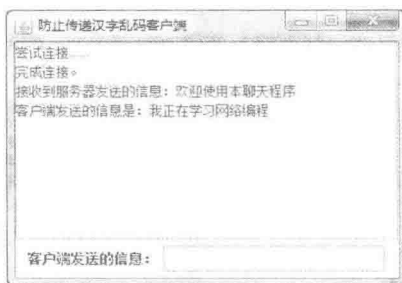 防止传递汉字乱码客户端
尝试连接......
完成连接。
接收到服务器发送的信息：欢迎使用本聊天程序
客户端发送的信息是：我正在学习网络编程
客户端发送的信息：